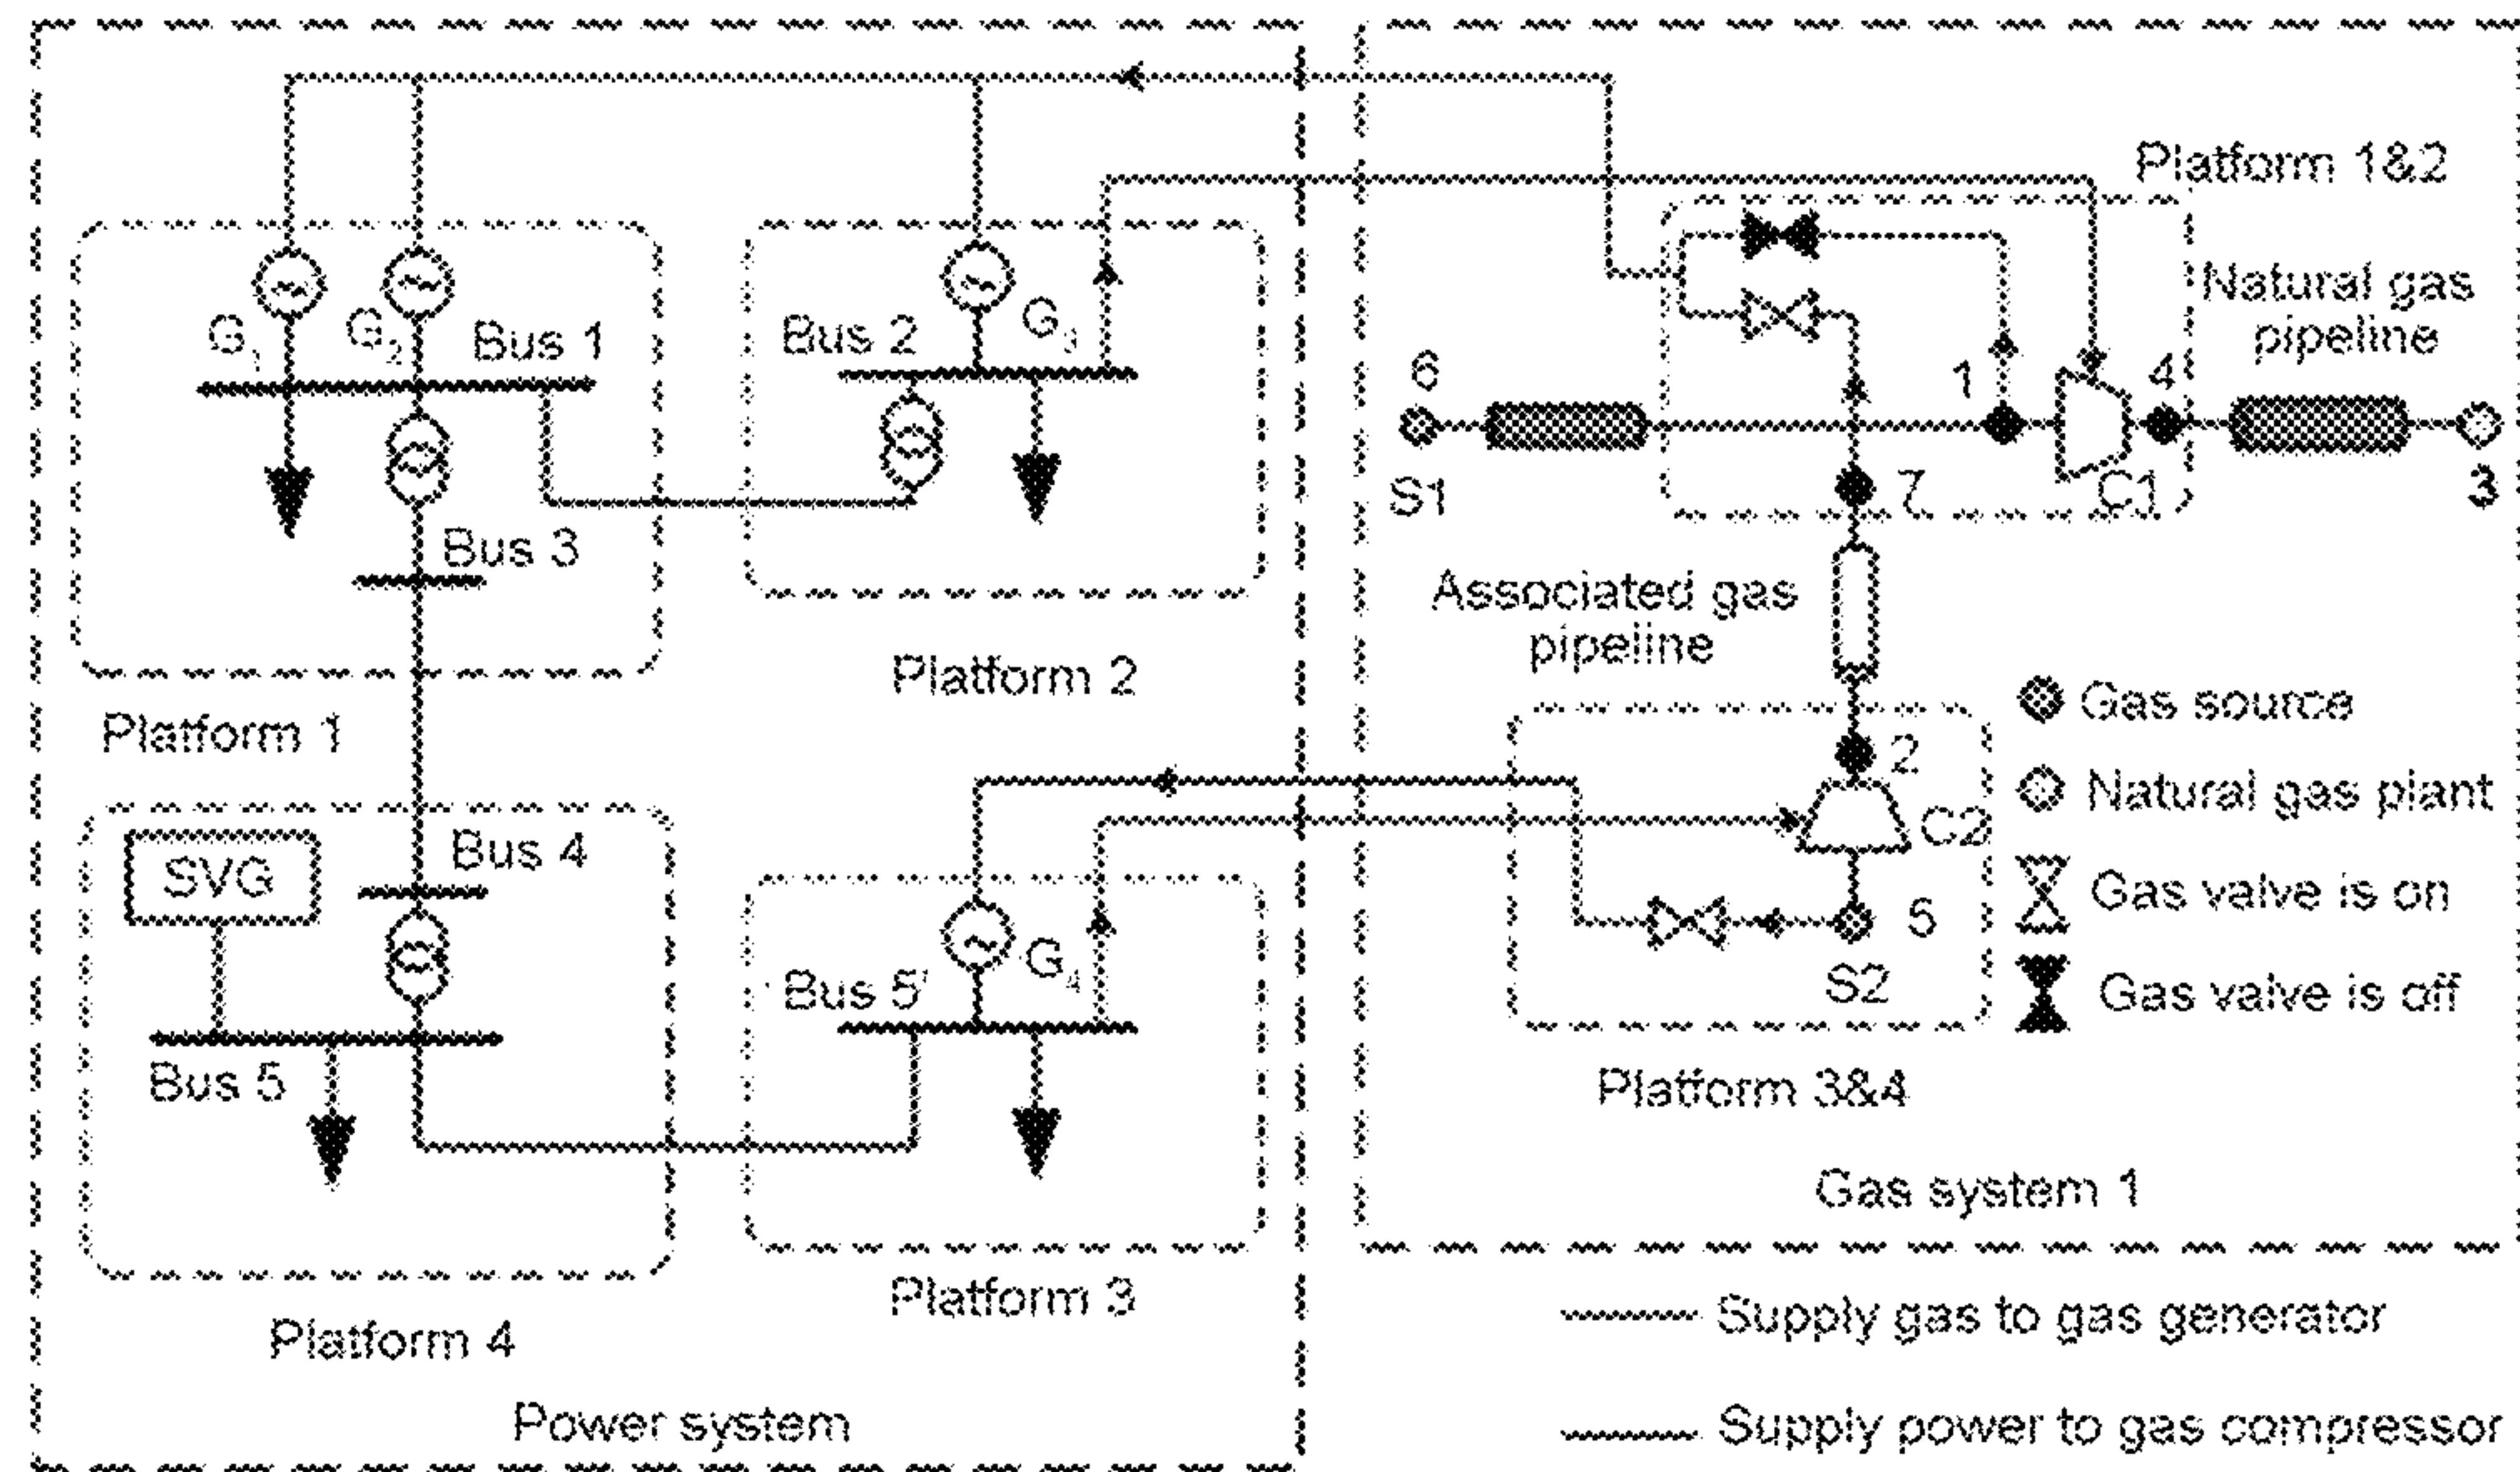 Platform 1&2
Natural gas
pipeline
G1
G2
Bus 1
Bus 2
G3
6
1
4
S1
7
C1
3
Bus 3
Associated gas
pipeline
Platform 2
Platform 1
Gas source
2
Natural gas plant
SVG
Bus 4
C2
Gas valve is on
Bus 5'
G4
5
S2
Gas valve is off
Bus 5
Platform 3&4
Gas system 1
Platform 3
Platform 4
Supply gas to gas generator
Power system
Supply power to gas compressor